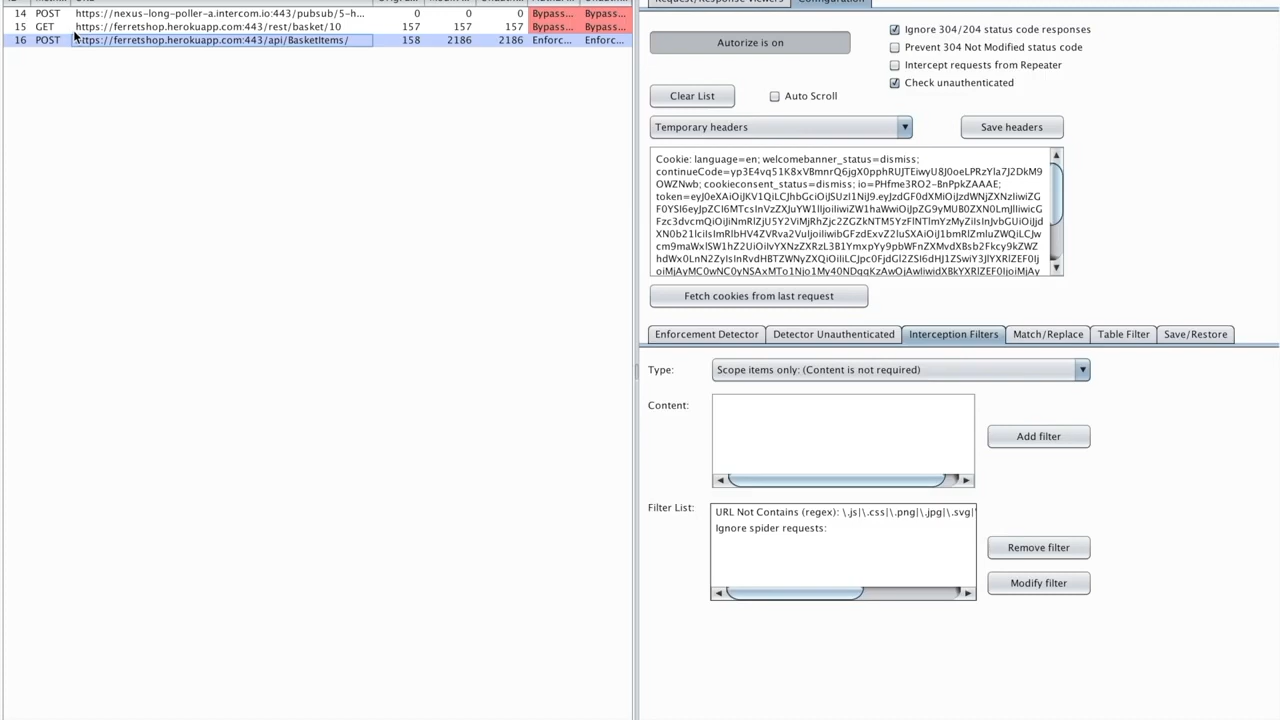 Request/Response Viewers Configuration
14 POST https://nexus-long-poller-a.intercom.io:443/pubsub/5-h... 0 0 0 Bypass... Bypass...
15 GET https://ferretshop.herokuapp.com:443/rest/basket/10 157 157 157 Bypass... Bypass...
16 POST https://ferretshop.herokuapp.com:443/api/BasketItems/ 158 2186 2186 Enforc... Enforc...
Autorize is on
Ignore 304/204 status code responses
Prevent 304 Not Modified status code
Intercept requests from Repeater
Check unauthenticated
Clear List
Auto Scroll
Temporary headers
Save headers
Cookie: language=en; welcomebanner_status=dismiss;
cookieconsent_status=dismiss;
Fetch cookies from last request
Enforcement Detector Detector Unauthenticated Interception Filters Match/Replace Table Filter Save/Restore
Type: Scope items only: (Content is not required)
Content:
Add filter
Filter List:
URL Not Contains (regex): \.js|\.css|\.png|\.jpg|\.svg|
Ignore spider requests:
Remove filter
Modify filter